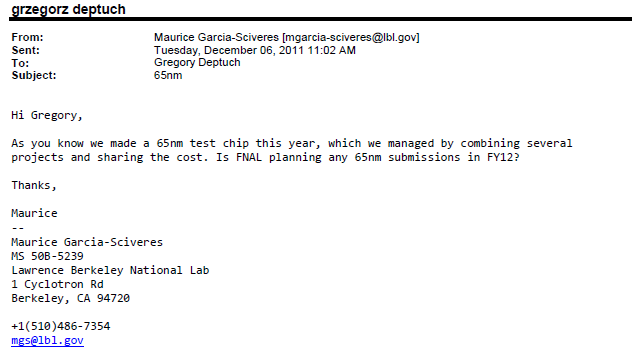 grzegorz deptuch
From: Maurice Garcia-Sciveres [mgarcia-sciveres@lbl.gov]
Sent: Tuesday, December 06, 2011 11:02 AM
To: Gregory Deptuch
Subject: 65nm
Hi Gregory,
As you know we made a 65nm test chip this year, which we managed by combining several
projects and sharing the cost. Is FNAL planning any 65nm submissions in FY12?
Thanks,
Maurice
--
Maurice Garcia-Sciveres
MS 50B-5239
Lawrence Berkeley National Lab
1 Cyclotron Rd
Berkeley, CA 94720
+1(510)486-7354
mgs@lbl.gov